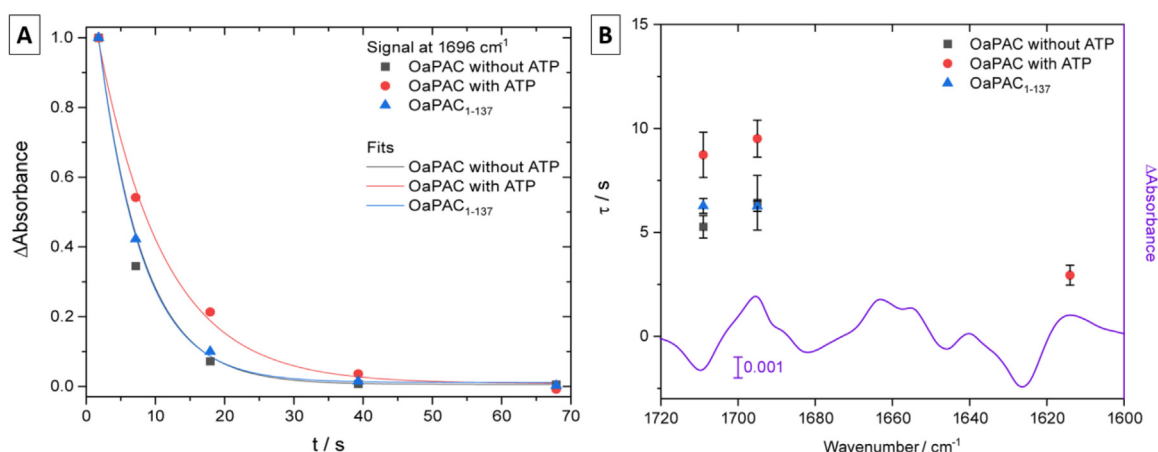 A
Signal at 1696 cm⁻¹
OaPAC without ATP
OaPAC with ATP
OaPAC₁₋₁₃₇
Fits
OaPAC without ATP
OaPAC with ATP
OaPAC₁₋₁₃₇
1.0
0.8
0.6
0.4
0.2
0.0
ΔAbsorbance
0 10 20 30 40 50 60 70
t / s
B
OaPAC without ATP
OaPAC with ATP
OaPAC₁₋₁₃₇
15
10
5
0
τ / s
0.001
ΔAbsorbance
1720 1700 1680 1660 1640 1620 1600
Wavenumber / cm⁻¹